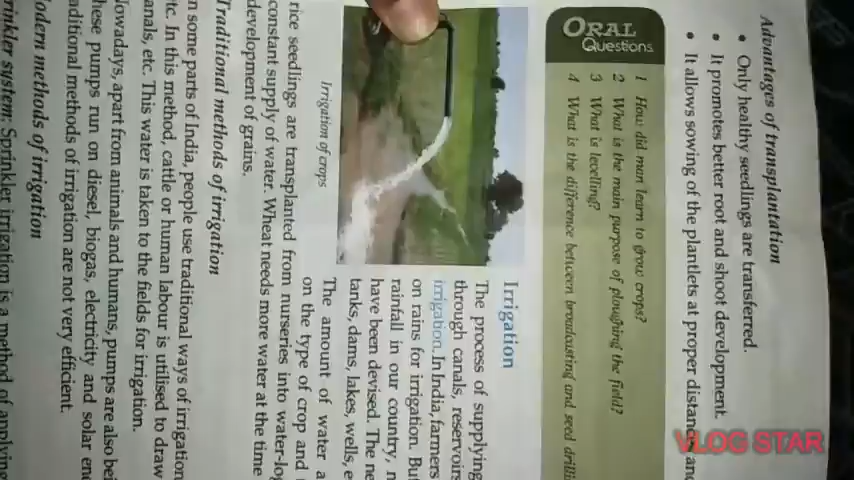 Advantages of transplantation
• Only healthy seedlings are transferred.
• It promotes better root and shoot development.
• It allows sowing of the plantlets at proper distance and
ORAL
Questions
1 How did man learn to grow crops?
2 What is the main purpose of ploughing the field?
3 What is levelling?
4 What is the difference between broadcasting and seed
Irrigation
The process of supplying
through canals, reservoirs
irrigation. In India, farmers
on rains for irrigation. But
rainfall in our country,
have been devised. The
tanks, dams, lakes, wells,
The amount of water
on the type of crop and
Irrigation of crops
rice seedlings are transplanted from nurseries into
constant supply of water. Wheat needs more water at the time
development of grains.
Traditional methods of irrigation
In some parts of India, people use traditional ways of irrigation
etc. In this method, cattle or human labour is utilised to draw
canals, etc. This water is taken to the fields for irrigation.
Nowadays, apart from animals and humans, pumps are also
These pumps run on diesel, biogas, electricity and solar
traditional methods of irrigation are not very efficient.
Modern methods of irrigation
Sprinkler system: Sprinkler irrigation is a method of applying
VLOG STAR